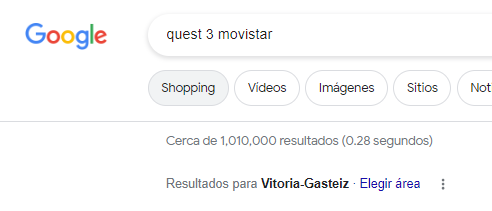 Google
quest 3 movistar
Shopping Vídeos Imágenes Sitios Not
Cerca de 1,010,000 resultados (0.28 segundos)
Resultados para Vitoria-Gasteiz · Elegir área